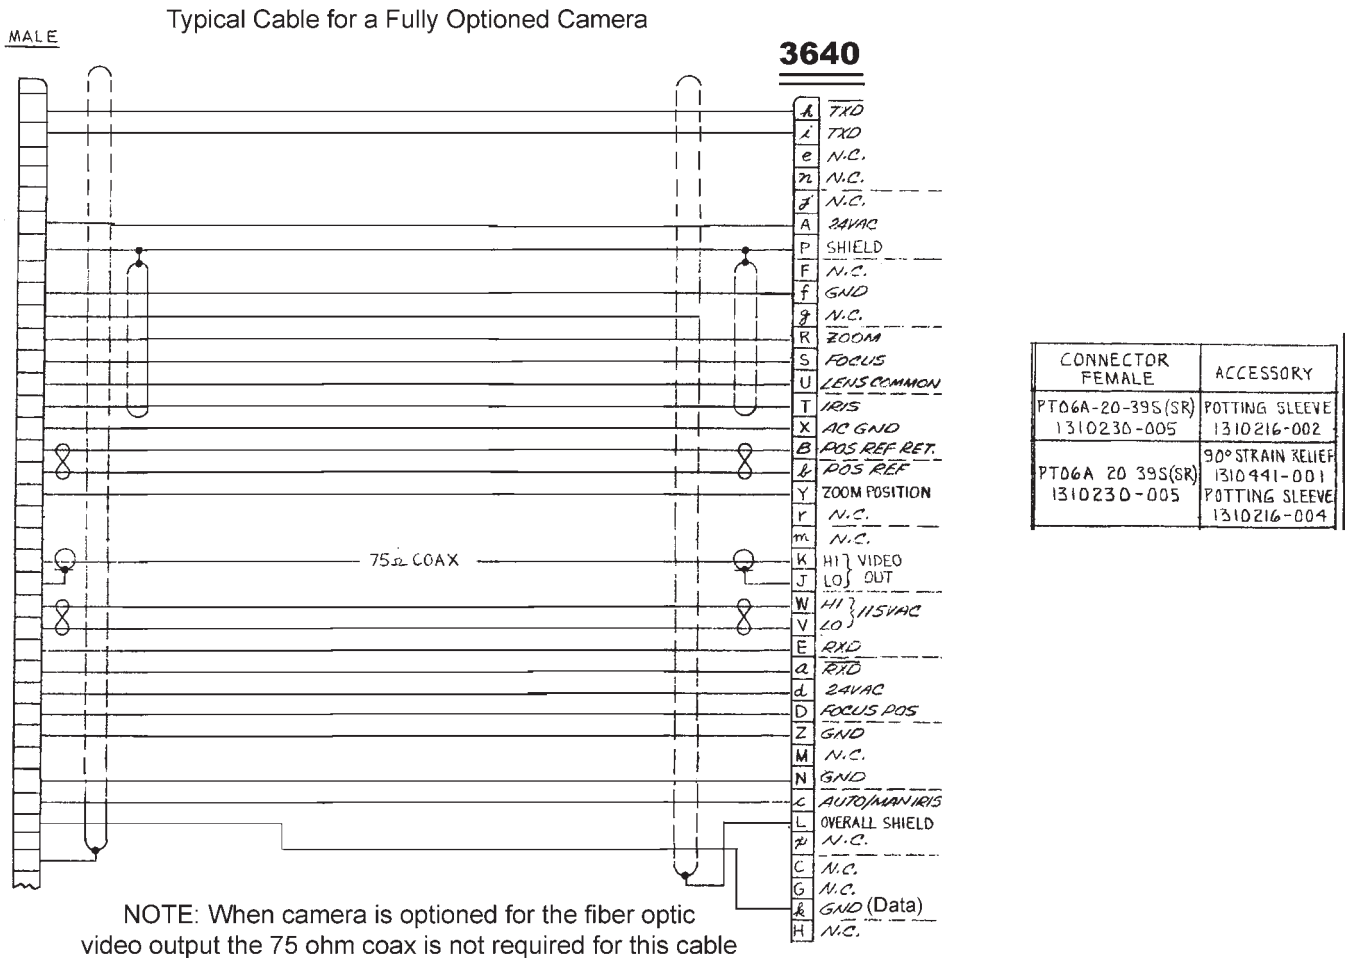 Typical Cable for a Fully Optioned Camera
MALE
3640
h TXD
i TXD
e N.C.
n N.C.
j N.C.
A 24VAC
P SHIELD
F N.C.
f GND
g N.C.
R ZOOM
S FOCUS
U LENS COMMON
T IRIS
X AC GND
B POS REF RET.
b POS REF
Y ZOOM POSITION
r N.C.
m N.C.
75Ω COAX
K HI } VIDEO
J LO } OUT
W HI } 115VAC
V LO
E RXD
a RXD
d 24VAC
D FOCUS POS
Z GND
M N.C.
N GND
c AUTO/MAN IRIS
L OVERALL SHIELD
p N.C.
C N.C.
G N.C.
k GND (Data)
H N.C.
CONNECTOR FEMALE
ACCESSORY
PT06A-20-39S(SR)
1310230-005
POTTING SLEEVE
1310216-002
PT06A 20 39S(SR)
1310230-005
90° STRAIN RELIEF
1310441-001
POTTING SLEEVE
1310216-004
NOTE: When camera is optioned for the fiber optic
video output the 75 ohm coax is not required for this cable